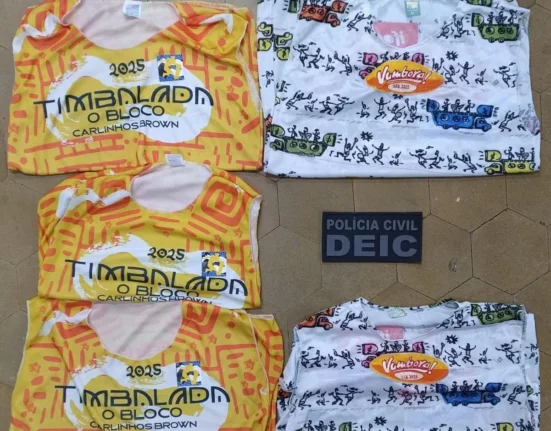 2025
TIMBALADA
O BLOCO
CARLINHOS BROWN
Vumbora!
2025
TIMBALADA
O BLOCO
CARLINHOS BROWN
POLÍCIA CIVIL
DEIC
2025
TIMBALADA
O BLOCO
CARLINHOS BROWN
Vumbora!